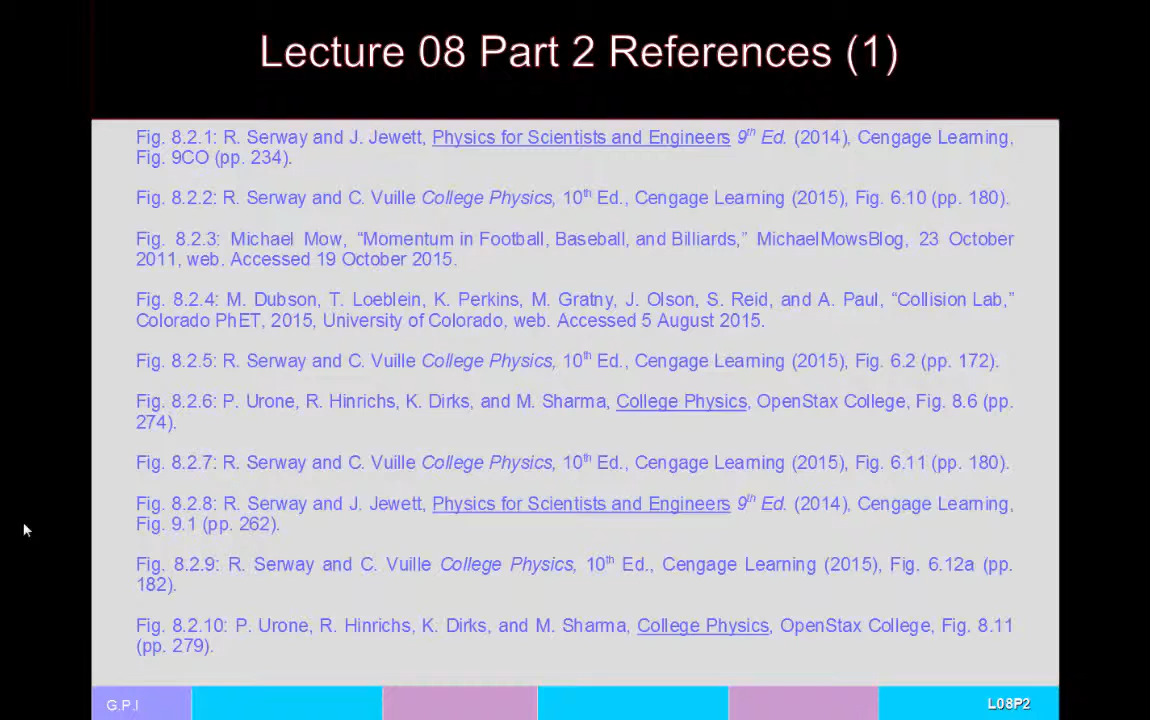 Lecture 08 Part 2 References (1)
Fig. 8.2.1: R. Serway and J. Jewett, Physics for Scientists and Engineers 9th Ed. (2014), Cengage Learning,
Fig. 9CO (pp. 234).
Fig. 8.2.2: R. Serway and C. Vuille College Physics, 10th Ed., Cengage Learning (2015), Fig. 6.10 (pp. 180).
Fig. 8.2.3: Michael Mow, “Momentum in Football, Baseball, and Billiards,” MichaelMowsBlog, 23 October
2011, web. Accessed 19 October 2015.
Fig. 8.2.4: M. Dubson, T. Loeblein, K. Perkins, M. Gratny, J. Olson, S. Reid, and A. Paul, “Collision Lab,”
Colorado PhET, 2015, University of Colorado, web. Accessed 5 August 2015.
Fig. 8.2.5: R. Serway and C. Vuille College Physics, 10th Ed., Cengage Learning (2015), Fig. 6.2 (pp. 172).
Fig. 8.2.6: P. Urone, R. Hinrichs, K. Dirks, and M. Sharma, College Physics, OpenStax College, Fig. 8.6 (pp.
274).
Fig. 8.2.7: R. Serway and C. Vuille College Physics, 10th Ed., Cengage Learning (2015), Fig. 6.11 (pp. 180).
Fig. 8.2.8: R. Serway and J. Jewett, Physics for Scientists and Engineers 9th Ed. (2014), Cengage Learning,
Fig. 9.1 (pp. 262).
Fig. 8.2.9: R. Serway and C. Vuille College Physics, 10th Ed., Cengage Learning (2015), Fig. 6.12a (pp.
182).
Fig. 8.2.10: P. Urone, R. Hinrichs, K. Dirks, and M. Sharma, College Physics, OpenStax College, Fig. 8.11
(pp. 279).
G.P.I
L08P2